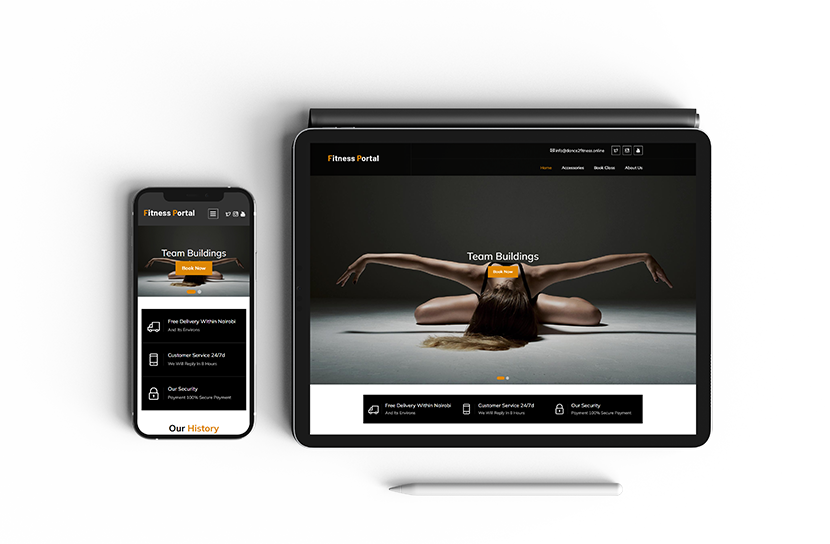 Fitness Portal
Team Buildings
Book Now
Free Delivery Within Nairobi
And Its Environs
Customer Service 24/7d
We Will Reply In 8 Hours
Our Security
Payment 100% Secure Payment
Our History
info@dance2fitness.online
Fitness Portal
Home Accessories Book Class About Us
Team Buildings
Book Now
Free Delivery Within Nairobi
And Its Environs
Customer Service 24/7d
We Will Reply In 8 Hours
Our Security
Payment 100% Secure Payment.